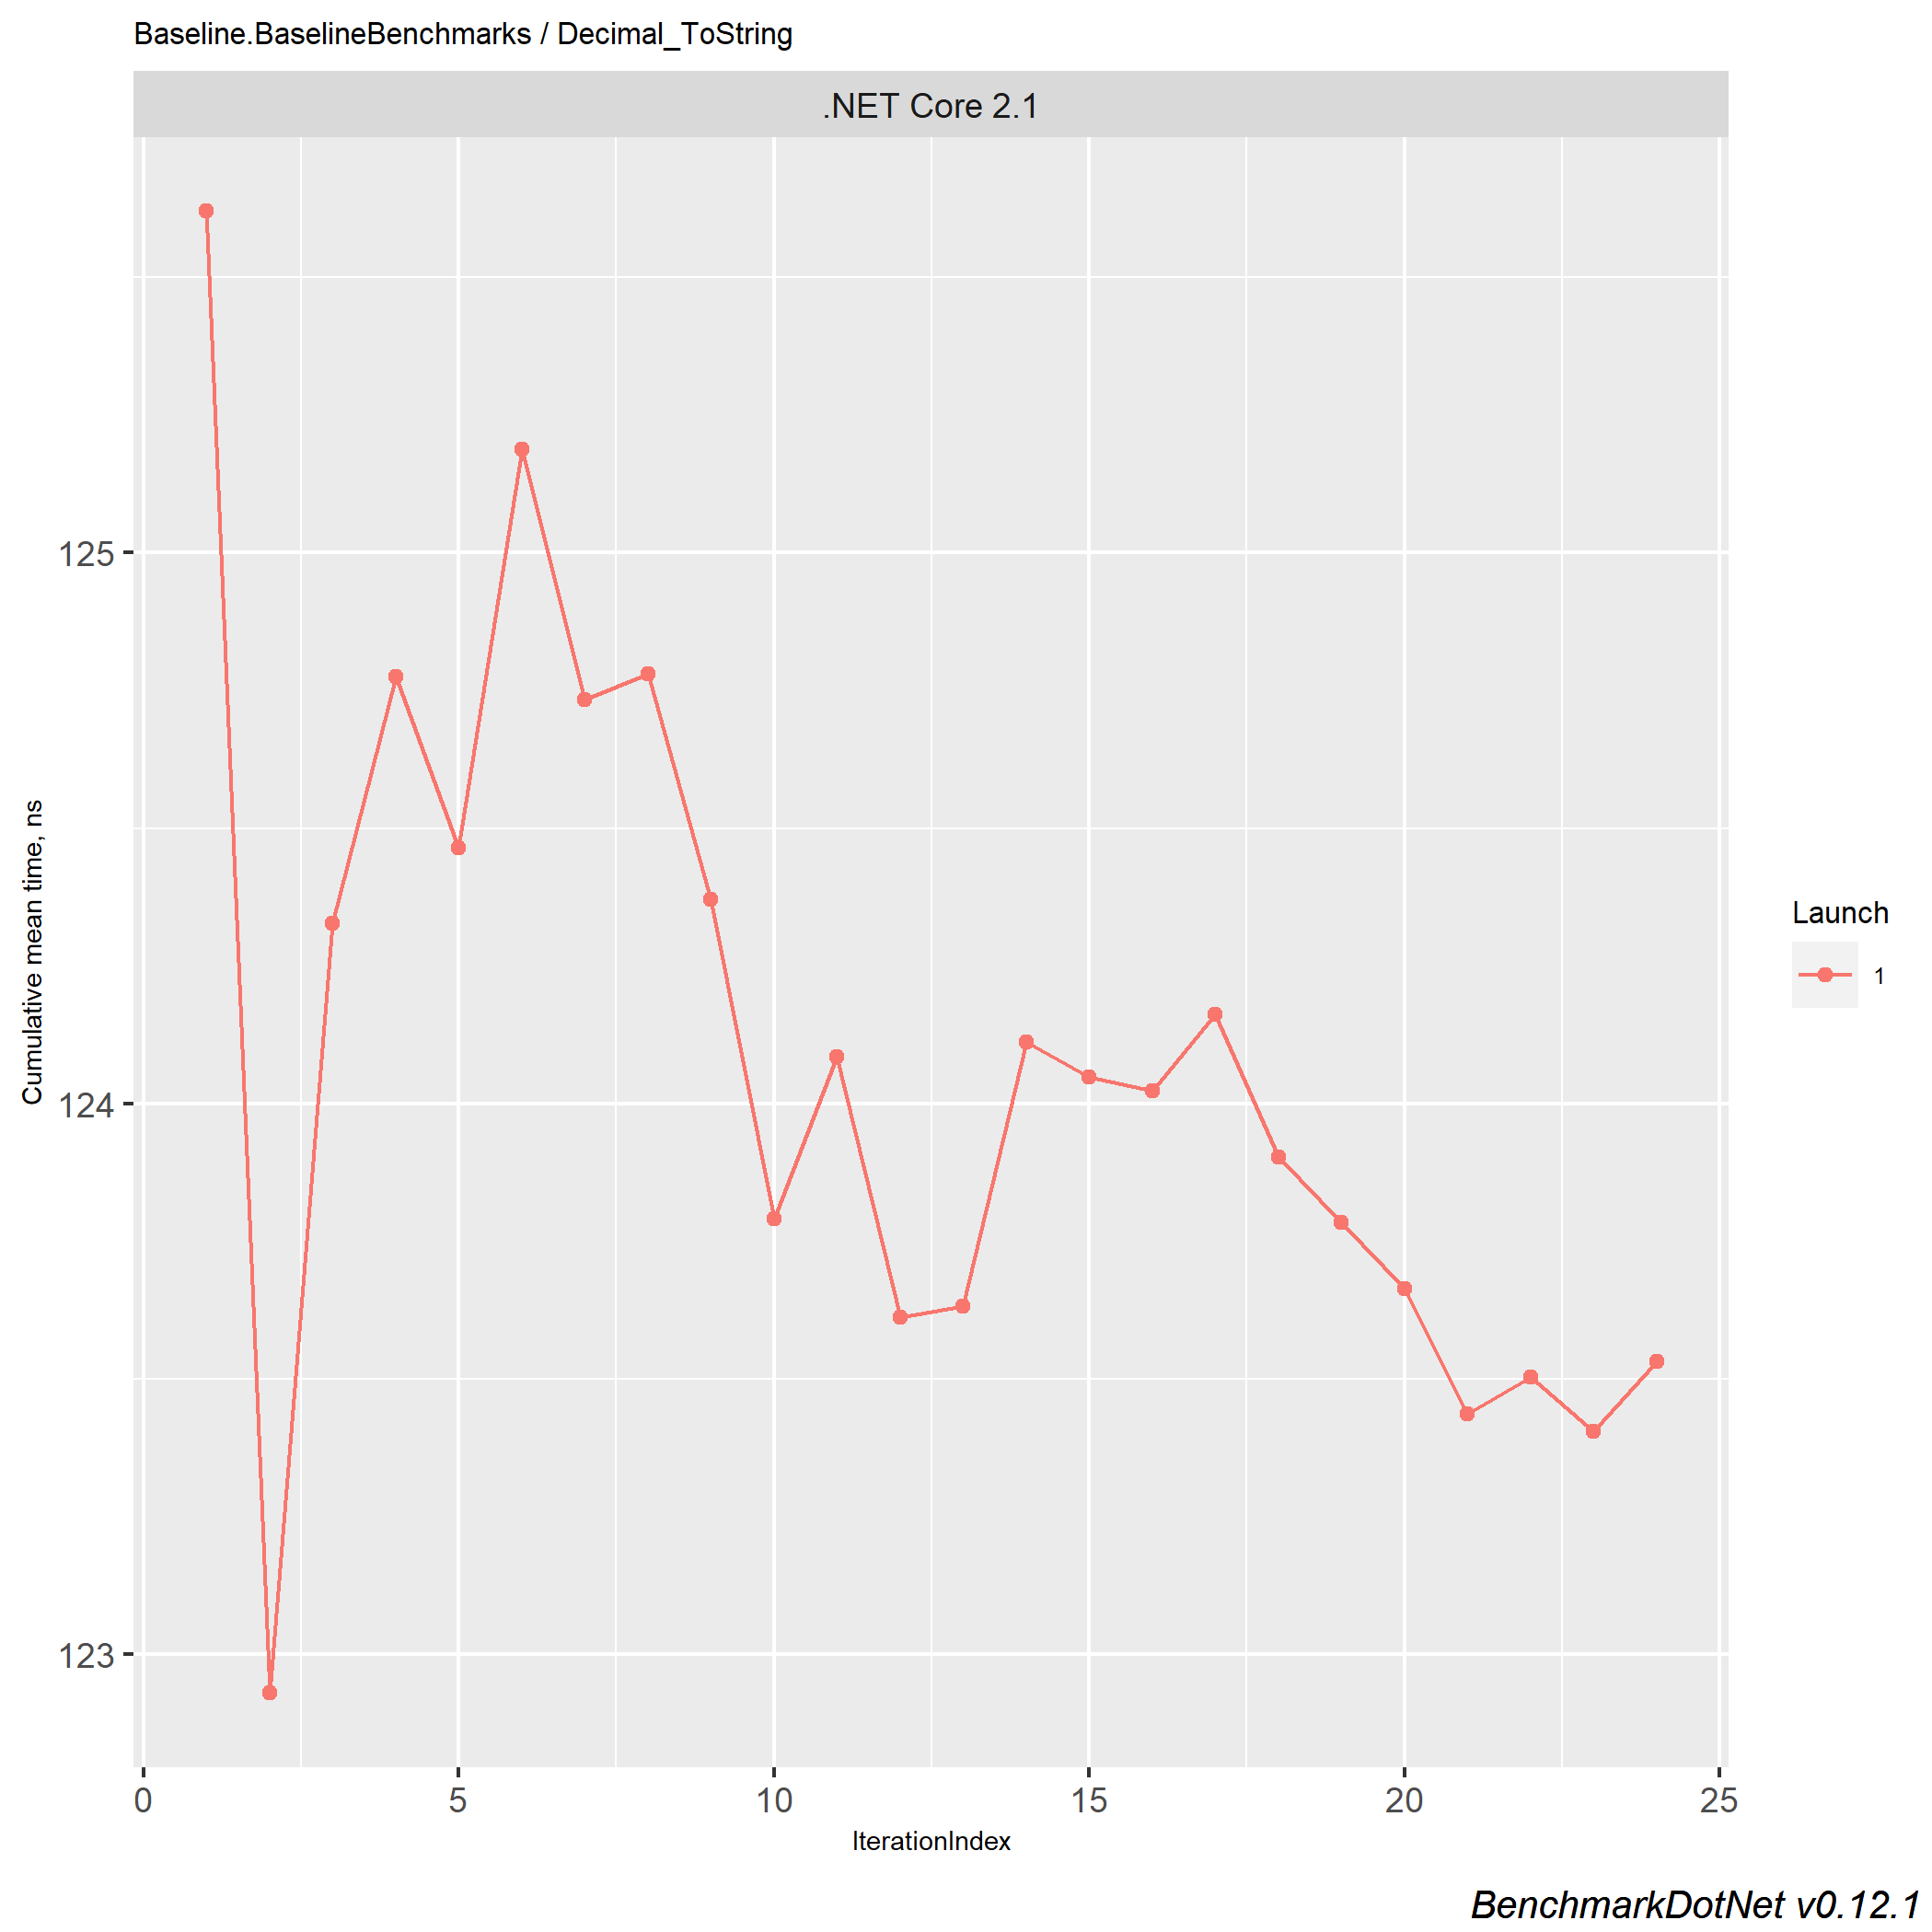 Baseline.BaselineBenchmarks / Decimal_ToString
.NET Core 2.1
Cumulative mean time, ns
125
124
123
0 5 10 15 20 25
IterationIndex
Launch
1
BenchmarkDotNet v0.12.1